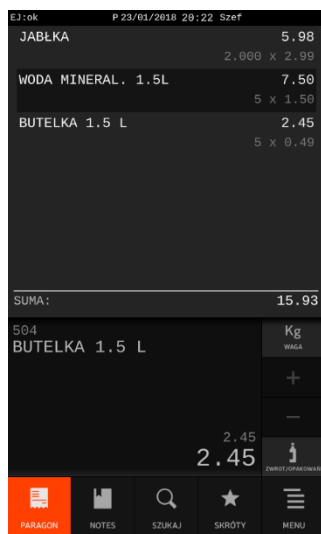 EJ:ok P 23/01/2018 20:22 Szef
JABŁKA 5.98
2.000 x 2.99
WODA MINERAL. 1.5L 7.50
5 x 1.50
BUTELKA 1.5 L 2.45
5 x 0.49
SUMA: 15.93
504
BUTELKA 1.5 L
2.45
2.45
Kg
WAGA
+
—
ZWROT/OPAKOWAŃ
PARAGON NOTES SZUKAJ SKRÓTY MENU